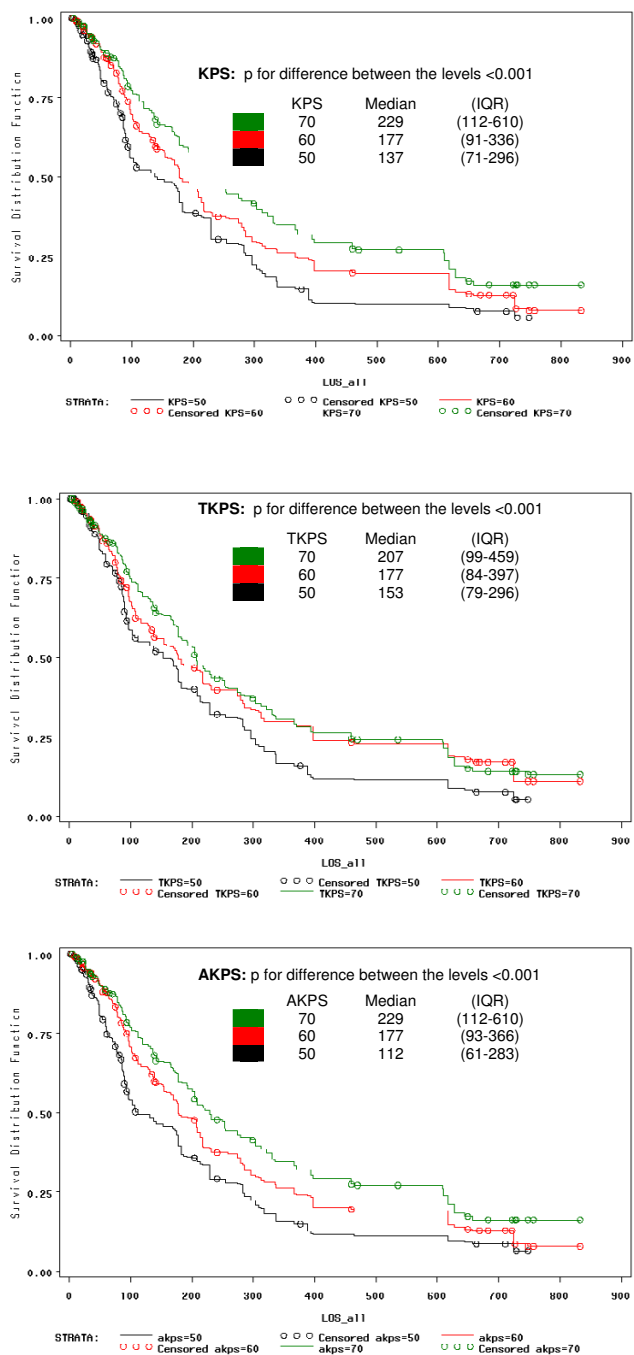 1.00
KPS: p for difference between the levels <0.001
KPS Median (IQR)
70 229 (112-610)
60 177 (91-336)
50 137 (71-296)
0.75
0.50
0.25
0.00
Survival Distribution Function
0 100 200 300 400 500 600 700 800 900
LOS_all
STRATA: KPS=50 Censored KPS=50 KPS=60
Censored KPS=60 KPS=70 Censored KPS=70
1.00
TKPS: p for difference between the levels <0.001
TKPS Median (IQR)
70 207 (99-459)
60 177 (84-397)
50 153 (79-296)
0.75
0.50
0.25
0.00
Survival Distribution Function
0 100 200 300 400 500 600 700 800 900
LOS_all
STRATA: TKPS=50 Censored TKPS=50 TKPS=60
Censored TKPS=60 TKPS=70 Censored TKPS=70
1.00
AKPS: p for difference between the levels <0.001
AKPS Median (IQR)
70 229 (112-610)
60 177 (93-366)
50 112 (61-283)
0.75
0.50
0.25
0.00
Survival Distribution Function
0 100 200 300 400 500 600 700 800 900
LOS_all
STRATA: akps=50 Censored akps=50 akps=60
Censored akps=60 akps=70 Censored akps=70